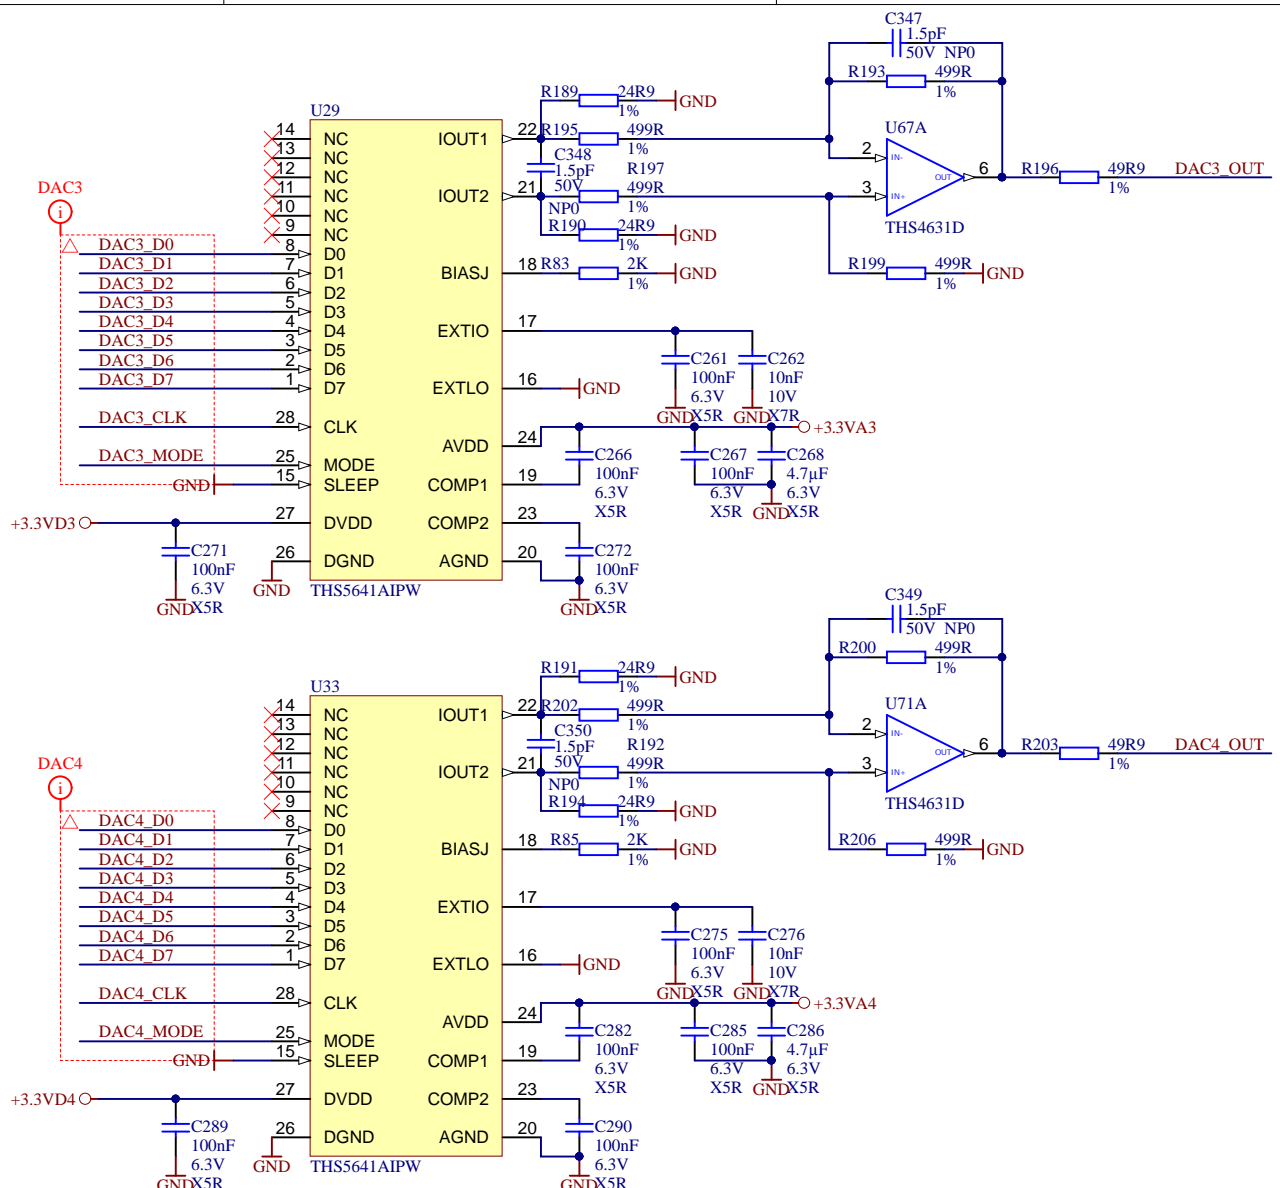 C347
1.5pF
50V NP0
R193 499R
1%
U29
R189 24R9 GND
1%
14 NC
13 NC
12 NC
11 NC
10 NC
9 NC
IOUT1 22
R195 499R
1%
C348
1.5pF
50V
NP0
R197
IOUT2 21
499R
1%
R190 24R9 GND
1%
U67A
2 IN-
3 IN+
OUT 6
THS4631D
R196 49R9 DAC3_OUT
1%
R199 499R GND
1%
DAC3
i
DAC3_D0 8 D0
DAC3_D1 7 D1
DAC3_D2 6 D2
DAC3_D3 5 D3
DAC3_D4 4 D4
DAC3_D5 3 D5
DAC3_D6 2 D6
DAC3_D7 1 D7
DAC3_CLK 28 CLK
DAC3_MODE 25 MODE
GND 15 SLEEP
+3.3VD3 27 DVDD
26 DGND
GND
C271
100nF
6.3V
X5R
GND
BIASJ 18 R83 2K GND
1%
EXTIO 17
C261
100nF
6.3V
X5R
GND
C262
10nF
10V
X7R
GND
EXTLO 16 GND
AVDD 24
+3.3VA3
COMP1 19
C266
100nF
6.3V
X5R
C267
100nF
6.3V
X5R
C268
4.7µF
6.3V
X5R
GND
COMP2 23
AGND 20
C272
100nF
6.3V
X5R
GND
THS5641AIPW
C349
1.5pF
50V NP0
R200 499R
1%
U33
R191 24R9 GND
1%
14 NC
13 NC
12 NC
11 NC
10 NC
9 NC
IOUT1 22
R202 499R
1%
C350
1.5pF
50V
NP0
R192
IOUT2 21
499R
1%
R194 24R9 GND
1%
U71A
2 IN-
3 IN+
OUT 6
THS4631D
R203 49R9 DAC4_OUT
1%
R206 499R GND
1%
DAC4
i
DAC4_D0 8 D0
DAC4_D1 7 D1
DAC4_D2 6 D2
DAC4_D3 5 D3
DAC4_D4 4 D4
DAC4_D5 3 D5
DAC4_D6 2 D6
DAC4_D7 1 D7
DAC4_CLK 28 CLK
DAC4_MODE 25 MODE
GND 15 SLEEP
+3.3VD4 27 DVDD
26 DGND
GND
C289
100nF
6.3V
X5R
GND
BIASJ 18 R85 2K GND
1%
EXTIO 17
C275
100nF
6.3V
X5R
GND
C276
10nF
10V
X7R
GND
EXTLO 16 GND
AVDD 24
+3.3VA4
COMP1 19
C282
100nF
6.3V
X5R
C285
100nF
6.3V
X5R
C286
4.7µF
6.3V
X5R
GND
COMP2 23
AGND 20
C290
100nF
6.3V
X5R
GND
THS5641AIPW